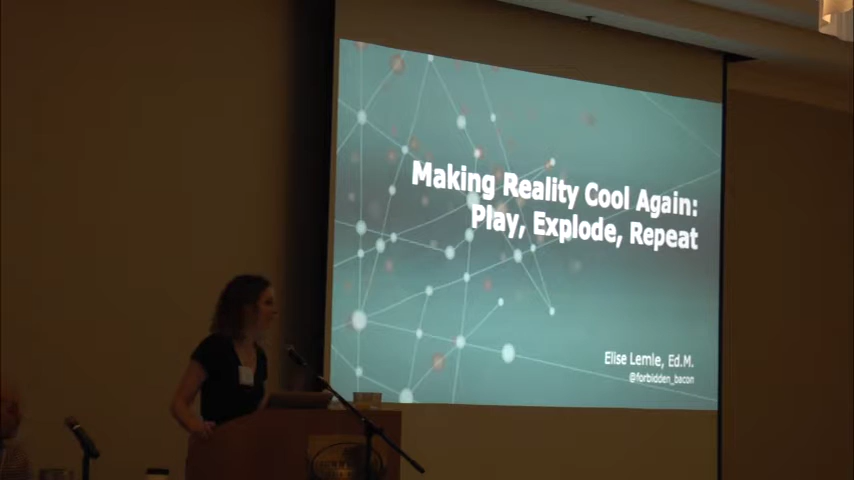 Making Reality Cool Again:
Play, Explode, Repeat
Elise Lemle, Ed.M.
@forbidden_bacon